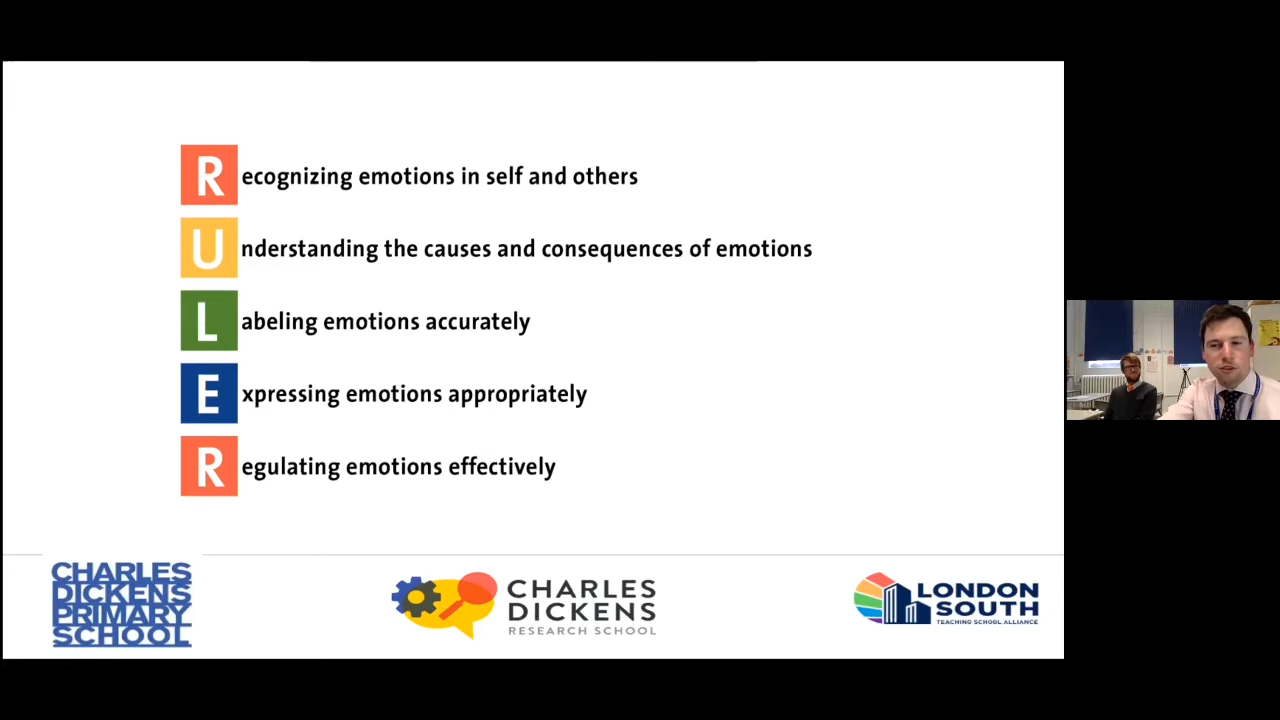 Recognizing emotions in self and others
Understanding the causes and consequences of emotions
Labeling emotions accurately
Expressing emotions appropriately
Regulating emotions effectively
CHARLES
DICKENS
PRIMARY
SCHOOL
CHARLES
DICKENS
RESEARCH SCHOOL
LONDON
SOUTH
TEACHING SCHOOL ALLIANCE